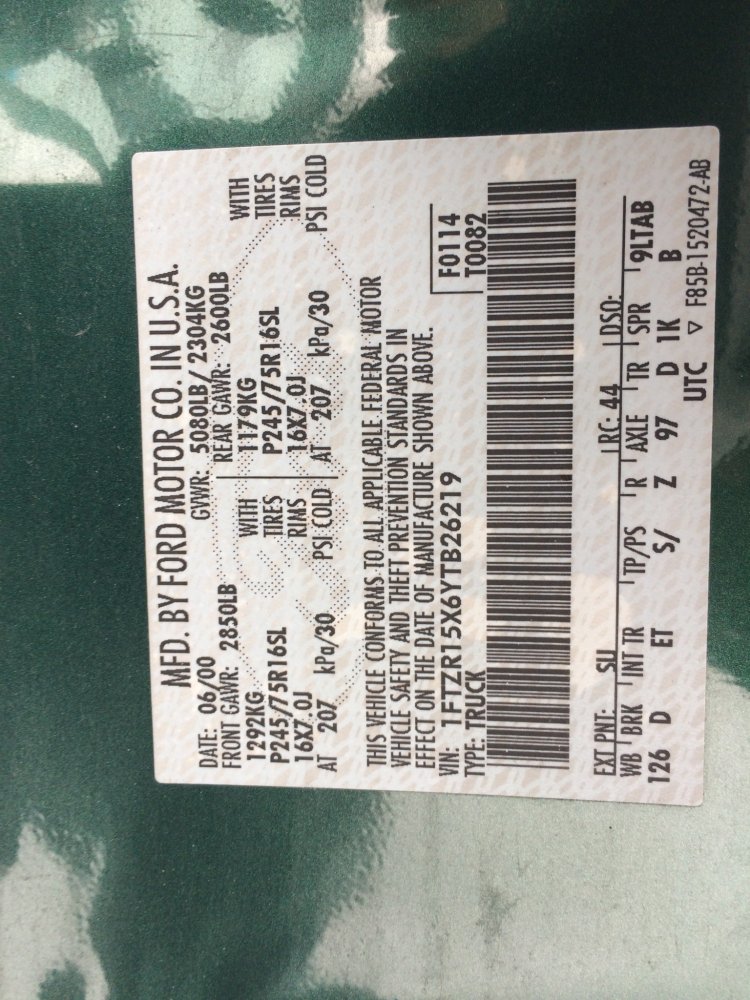 MFD. BY FORD MOTOR CO. IN U.S.A.
DATE: 06/00 GVWR: 5080LB/ 2304KG
FRONT GAWR: 2850LB REAR GAWR: 2600LB
1292KG WITH 1179KG WITH
P245/75R16SL TIRES P245/75R16SL TIRES
16X7.0J RIMS 16X7.0J RIMS
AT 207 kPa/30 PSI COLD AT 207 kPa/30 PSI COLD
THIS VEHICLE CONFORMS TO ALL APPLICABLE FEDERAL MOTOR
VEHICLE SAFETY AND THEFT PREVENTION STANDARDS IN
EFFECT ON THE DATE OF MANUFACTURE SHOWN ABOVE.
VIN: 1FTZR15X6YTB26219 F0114
TYPE: TRUCK T0082
EXT PNT: SU RC: 44 DSO:
WB BRK INT TR TP/PS R AXLE TR SPR 9LTAB
126 D ET S/ Z 97 D 1K B
UTC ▽ F85B-1520472-AB